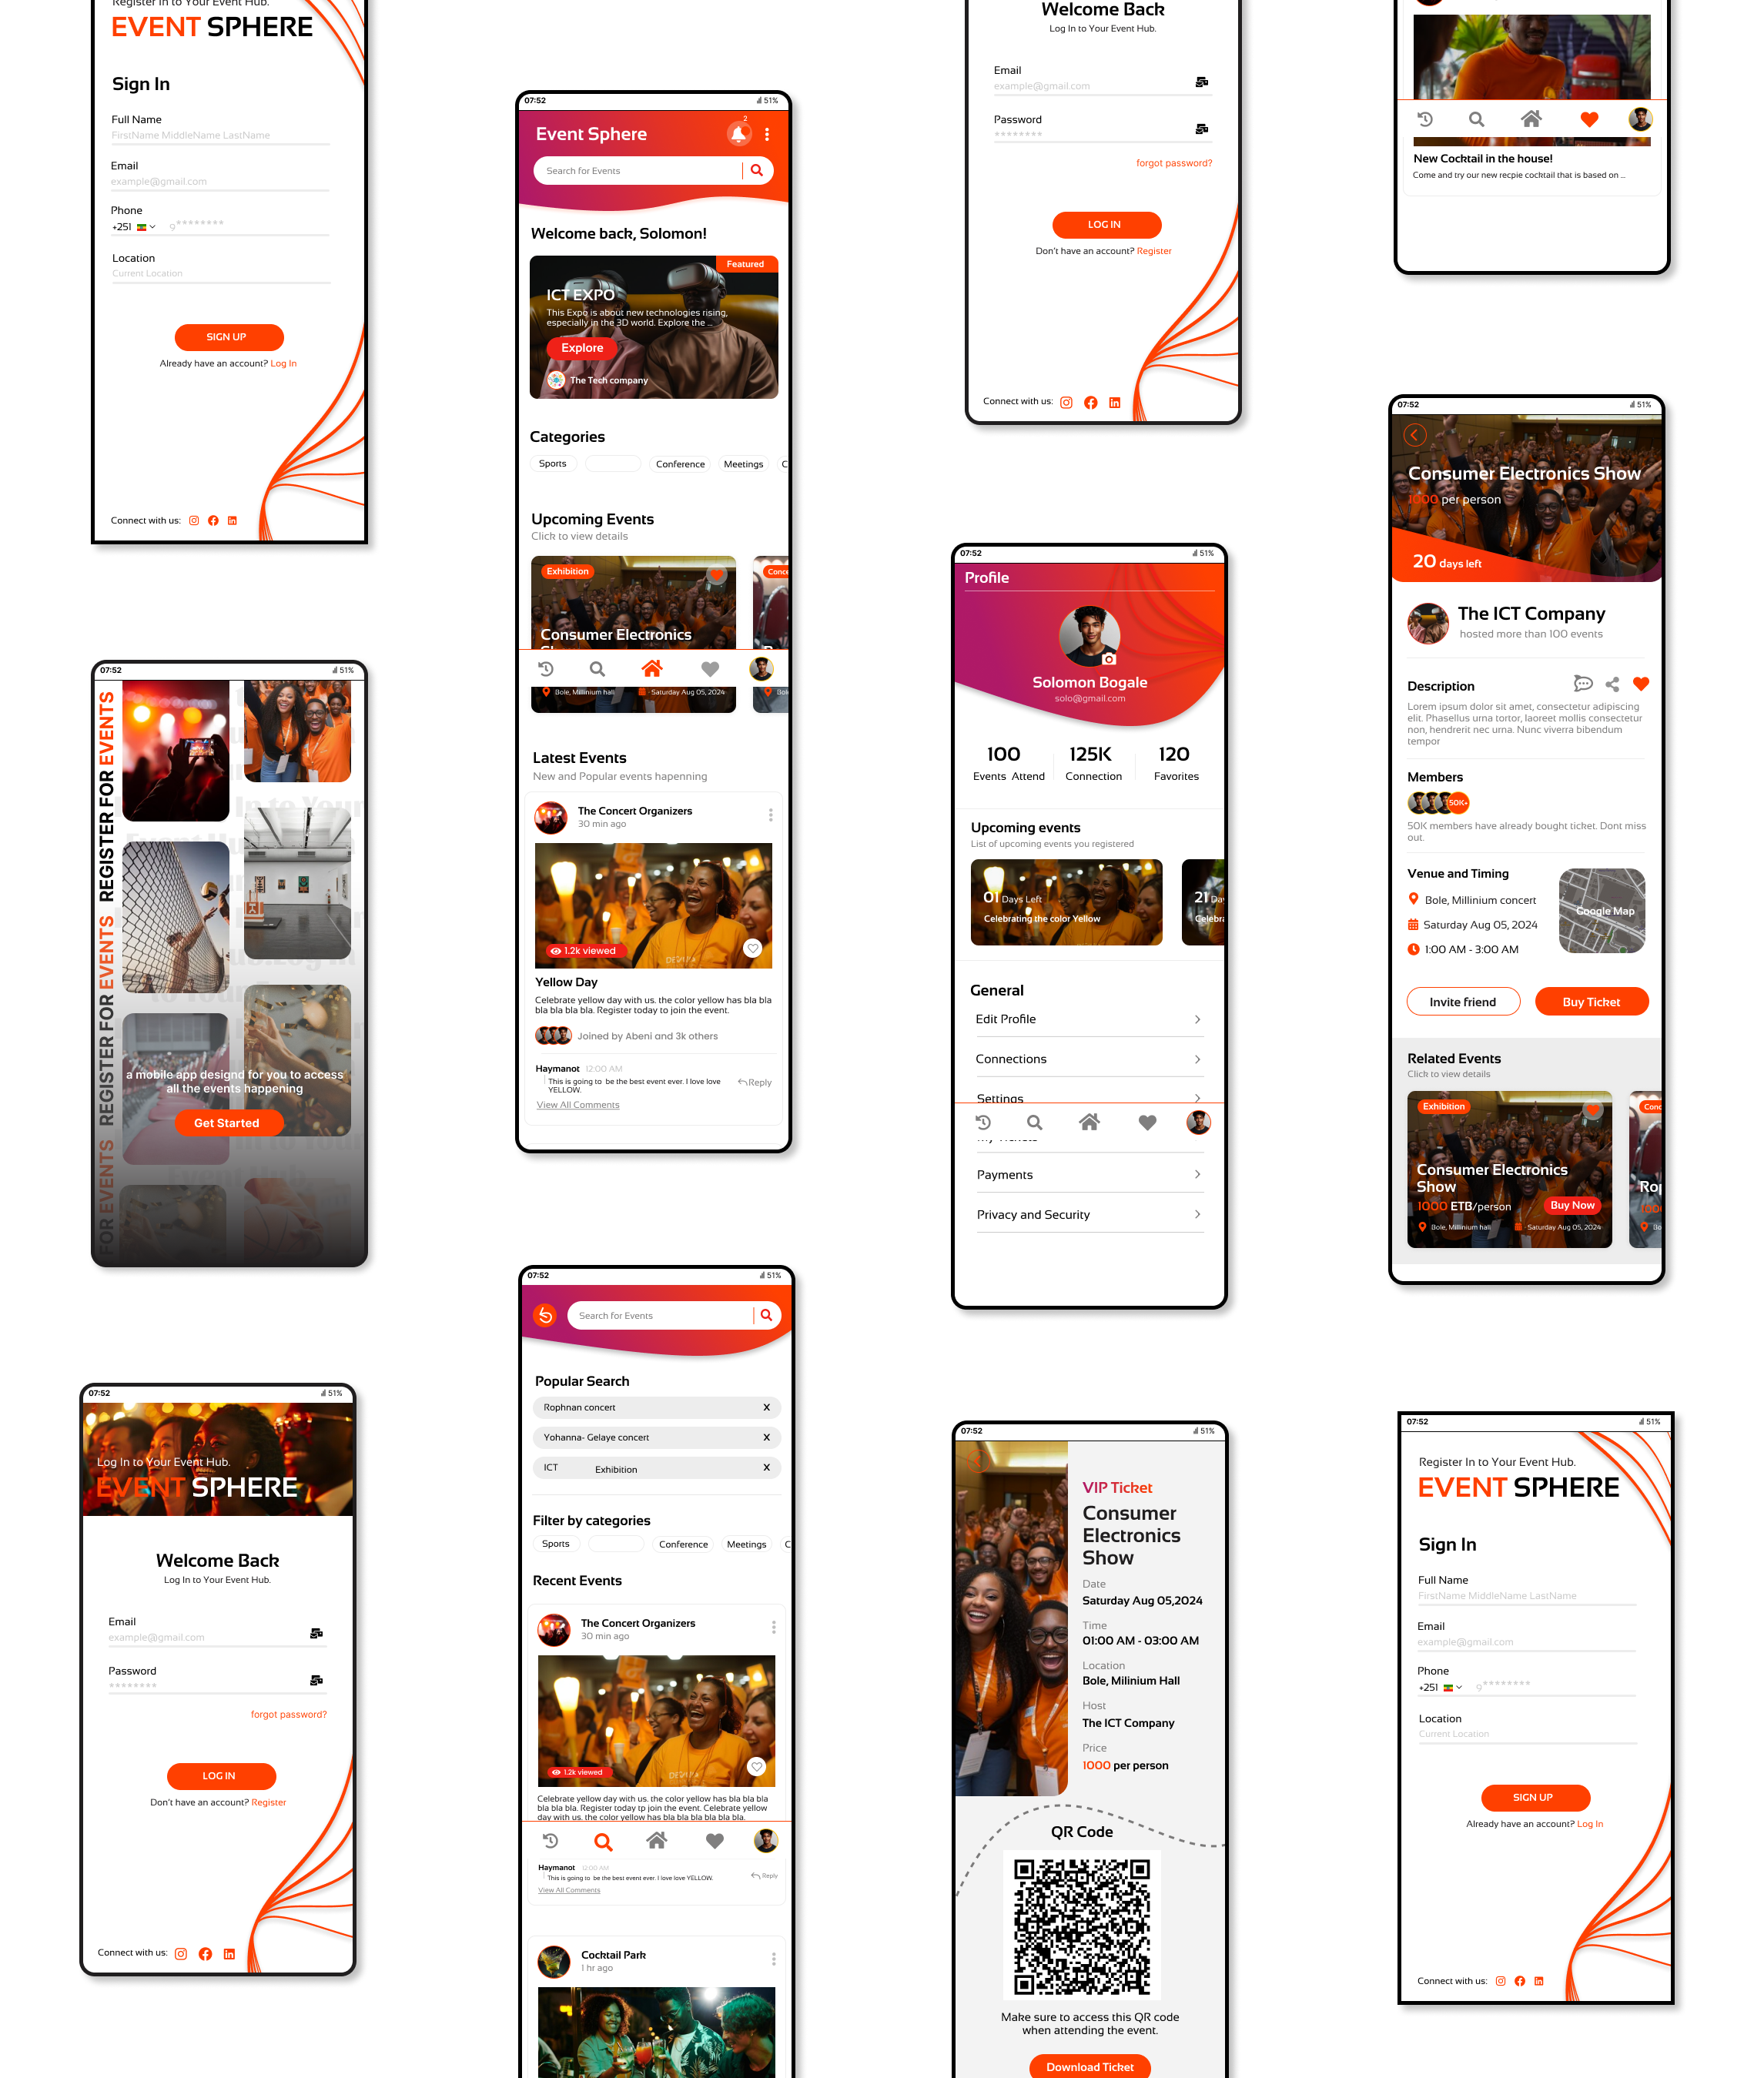 Register In to Your Event Hub.
EVENT SPHERE
Sign In
Full Name
FirstName MiddleName LastName
Email
example@gmail.com
Phone
+251 9********
Location
Current Location
SIGN UP
Already have an account? Log In
Connect with us:
07:52 51%
REGISTER FOR EVENTS
REGISTER FOR EVENTS
FOR EVENTS
a mobile app designd for you to access
all the events happening
Get Started
07:52 51%
Log In to Your Event Hub.
EVENT SPHERE
Welcome Back
Log In to Your Event Hub.
Email
example@gmail.com
Password
********
forgot password?
LOG IN
Don't have an account? Register
Connect with us:
07:52 51%
Event Sphere
2
Search for Events
Welcome back, Solomon!
Featured
ICT EXPO
This Expo is about new technologies rising,
especially in the 3D world. Explore the ...
Explore
The Tech company
Categories
Sports Conference Meetings C
Upcoming Events
Click to view details
Exhibition
Conce
Consumer Electronics
Bole, Millinium hall - Saturday Aug 05, 2024 Bo
Latest Events
New and Popular events hapenning
The Concert Organizers
30 min ago
1.2k viewed
Yellow Day
Celebrate yellow day with us. the color yellow has bla bla
bla bla bla. Register today to join the event.
Joined by Abeni and 3k others
Haymanot 12:00 AM
This is going to be the best event ever. I love love
YELLOW.
Reply
View All Comments
07:52 51%
Search for Events
Popular Search
Rophnan concert X
Yohanna- Gelaye concert X
ICT Exhibition X
Filter by categories
Sports Conference Meetings C
Recent Events
The Concert Organizers
30 min ago
1.2k viewed
Celebrate yellow day with us. the color yellow has bla bla
bla bla bla. Register today tp join the event. Celebrate yellow
day with us. the color yellow has bla bla bla bla bla.
Haymanot 12:00 AM
This is going to be the best event ever. I love love YELLOW.
Reply
View All Comments
Cocktail Park
1 hr ago
Welcome Back
Log In to Your Event Hub.
Email
example@gmail.com
Password
********
forgot password?
LOG IN
Don't have an account? Register
Connect with us:
07:52 51%
Profile
Solomon Bogale
solo@gmail.com
100 125K 120
Events Attend Connection Favorites
Upcoming events
List of upcoming events you registered
01 Days Left
Celebrating the color Yellow
21 Da
Celebra
General
Edit Profile
Connections
Settings
My Tickets
Payments
Privacy and Security
07:52 51%
VIP Ticket
Consumer
Electronics
Show
Date
Saturday Aug 05,2024
Time
01:00 AM - 03:00 AM
Location
Bole, Milinium Hall
Host
The ICT Company
Price
1000 per person
QR Code
Make sure to access this QR code
when attending the event.
Download Ticket
New Cocktail in the house!
Come and try our new recpie cocktail that is based on ...
07:52 51%
Consumer Electronics Show
1000 per person
20 days left
The ICT Company
hosted more than 100 events
Description
Lorem ipsum dolor sit amet, consectetur adipiscing
elit. Phasellus urna tortor, laoreet mollis consectetur
non, hendrerit nec urna. Nunc viverra bibendum
tempor
Members
50K+
50K members have already bought ticket. Dont miss
out.
Venue and Timing
Bole, Millinium concert
Saturday Aug 05, 2024
1:00 AM - 3:00 AM
Google Map
Invite friend
Buy Ticket
Related Events
Click to view details
Exhibition
Conc
Consumer Electronics
Show
1000 ETB/person
Buy Now
Bole, Millinium hall - Saturday Aug 05, 2024
Rop
Bo
07:52 51%
Register In to Your Event Hub.
EVENT SPHERE
Sign In
Full Name
FirstName MiddleName LastName
Email
example@gmail.com
Phone
+251 9********
Location
Current Location
SIGN UP
Already have an account? Log In
Connect with us: